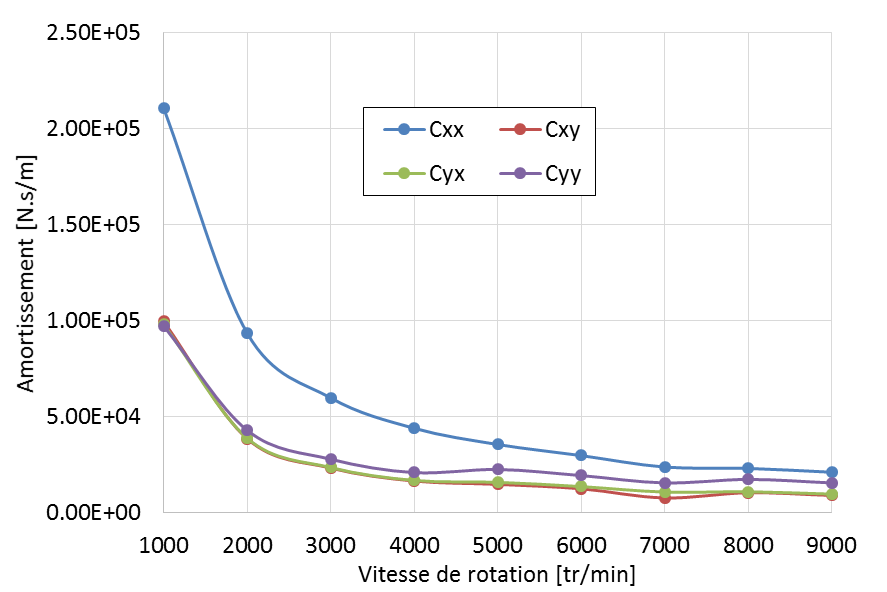 2.50E+05
2.00E+05
1.50E+05
1.00E+05
5.00E+04
0.00E+00
Amortissement [N.s/m]
Cxx Cxy
Cyx Cyy
1000 2000 3000 4000 5000 6000 7000 8000 9000
Vitesse de rotation [tr/min]